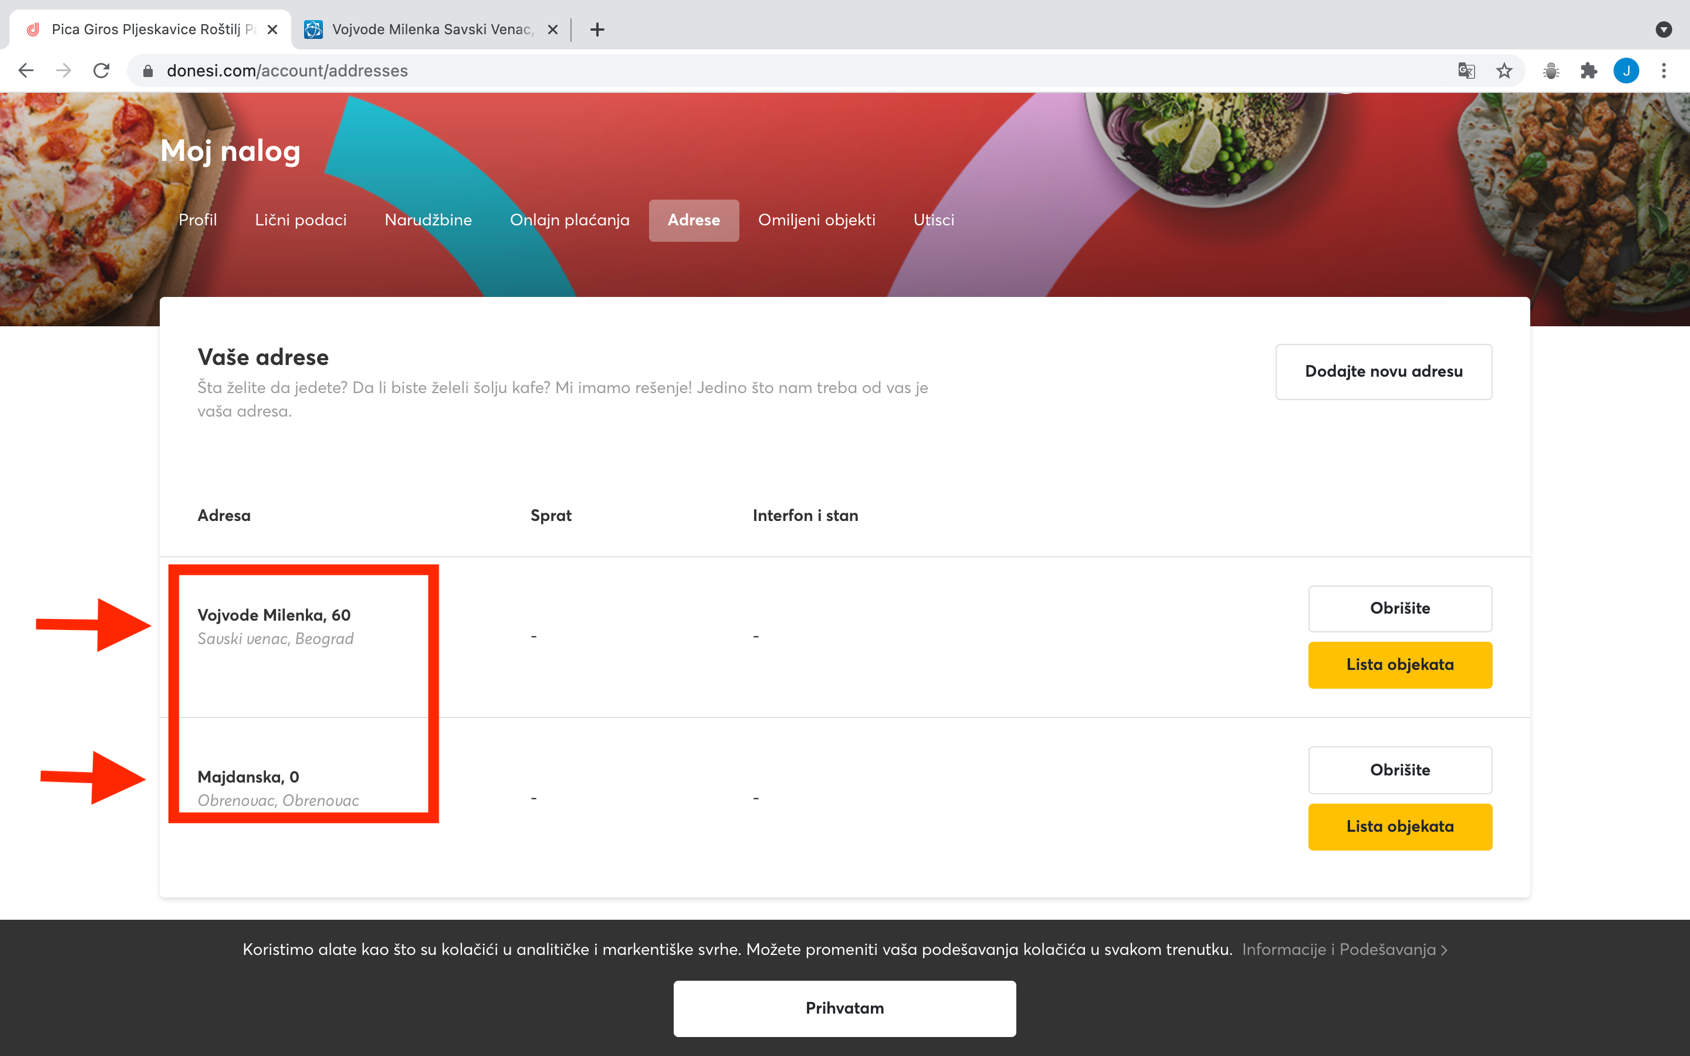 Pica Giros Pljeskavice Roštilj P
Vojvode Milenka Savski Venac,
donesi.com/account/addresses
J
Moj nalog
Profil
Lični podaci
Narudžbine
Onlajn plaćanja
Adrese
Omiljeni objekti
Utisci
Vaše adrese
Šta želite da jedete? Da li biste želeli šolju kafe? Mi imamo rešenje! Jedino što nam treba od vas je
vaša adresa.
Dodajte novu adresu
Adresa
Sprat
Interfon i stan
Vojvode Milenka, 60
Savski venac, Beograd
-
-
Obrišite
Lista objekata
Majdanska, 0
Obrenovac, Obrenovac
-
-
Obrišite
Lista objekata
Koristimo alate kao što su kolačići u analitičke i markentiške svrhe. Možete promeniti vaša podešavanja kolačića u svakom trenutku. Informacije i Podešavanja >
Prihvatam